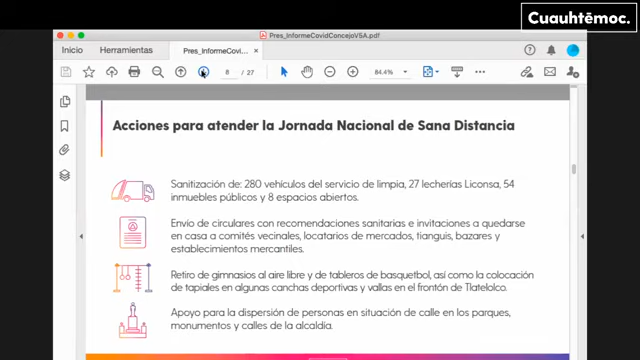 Cuauhtēmoc.
Pres_InformeCovidConcejoVSA.pdf
Inicio
Herramientas
Pres_InformeCovi...
×
8 / 27
84.4%
Acciones para atender la Jornada Nacional de Sana Distancia
Sanitización de: 280 vehículos del servicio de limpia, 27 lecherías Liconsa, 54
inmuebles públicos y 8 espacios abiertos.
Envío de circulares con recomendaciones sanitarias e invitaciones a quedarse
en casa a comités vecinales, locatarios de mercados, tianguis, bazares y
establecimientos mercantiles.
Retiro de gimnasios al aire libre y de tableros de basquetbol, así como la colocación
de tapiales en algunas canchas deportivas y vallas en el frontón de Tlatelolco.
Apoyo para la dispersión de personas en situación de calle en los parques,
monumentos y calles de la alcaldía.